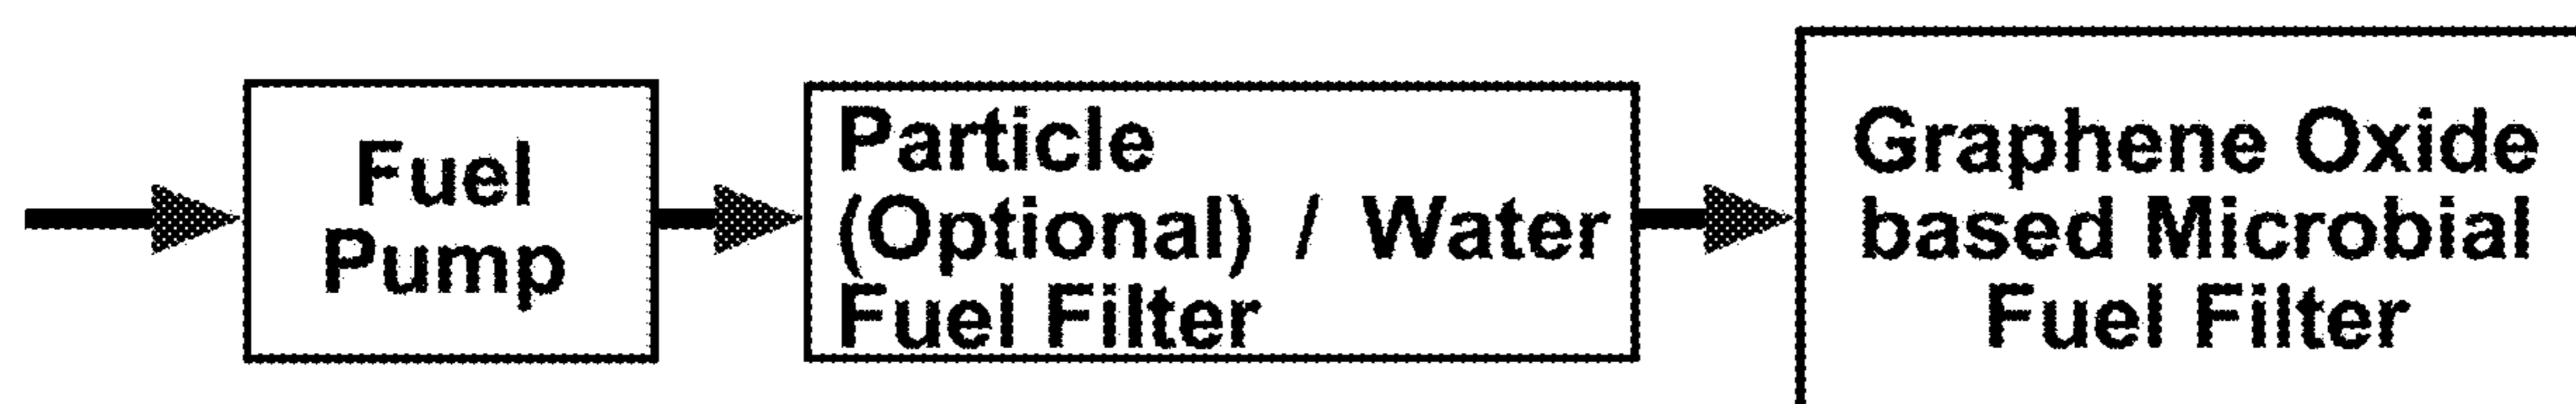 Fuel
Pump
Particle
(Optional) / Water
Fuel Filter
Graphene Oxide
based Microbial
Fuel Filter